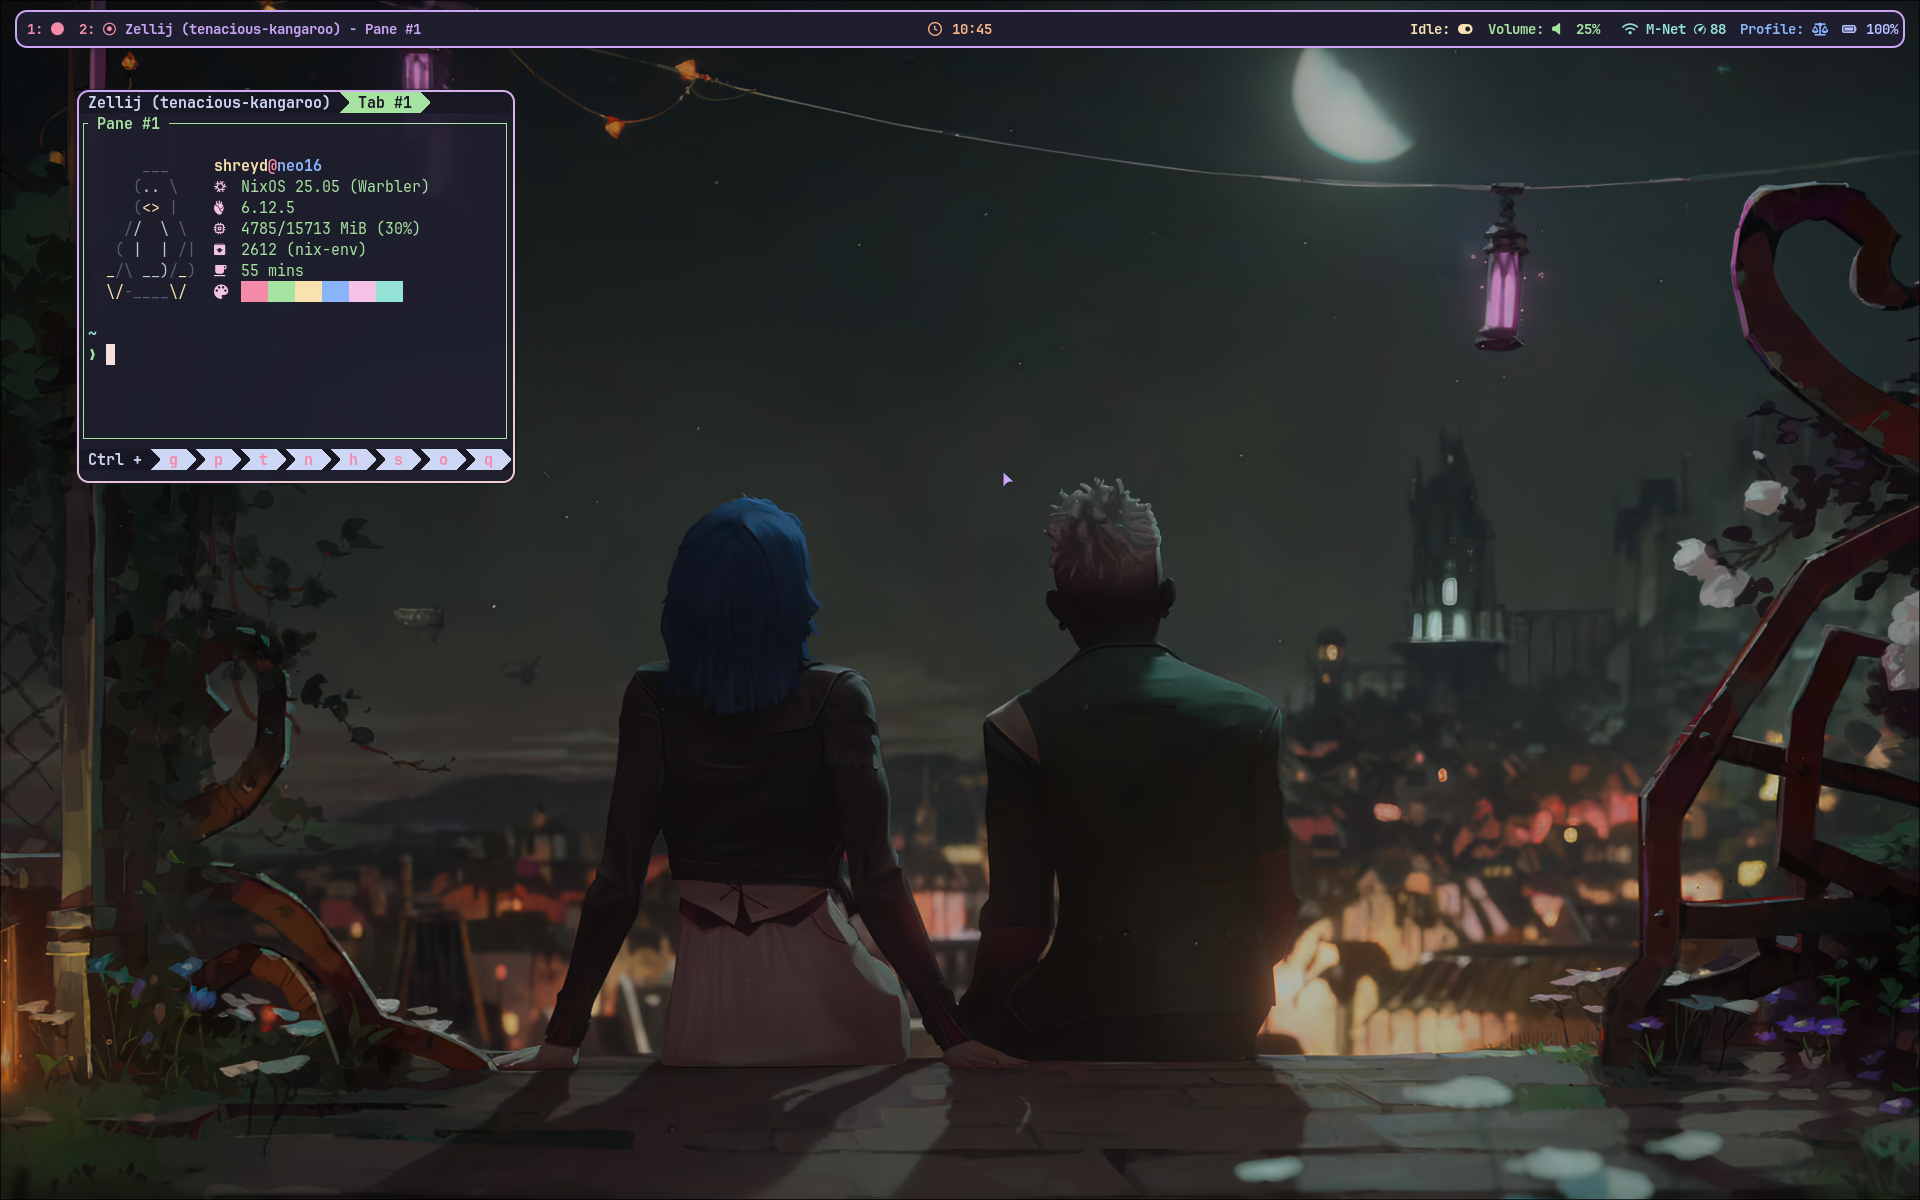 1: 2: Zellij (tenacious-kangaroo) - Pane #1
10:45
Idle: Volume: 25% M-Net 88 Profile: 100%
Zellij (tenacious-kangaroo) Tab #1
Pane #1
shreyd@neo16
NixOS 25.05 (Warbler)
6.12.5
4785/15713 MiB (30%)
2612 (nix-env)
55 mins
~
❯
Ctrl + g p t n h s o q